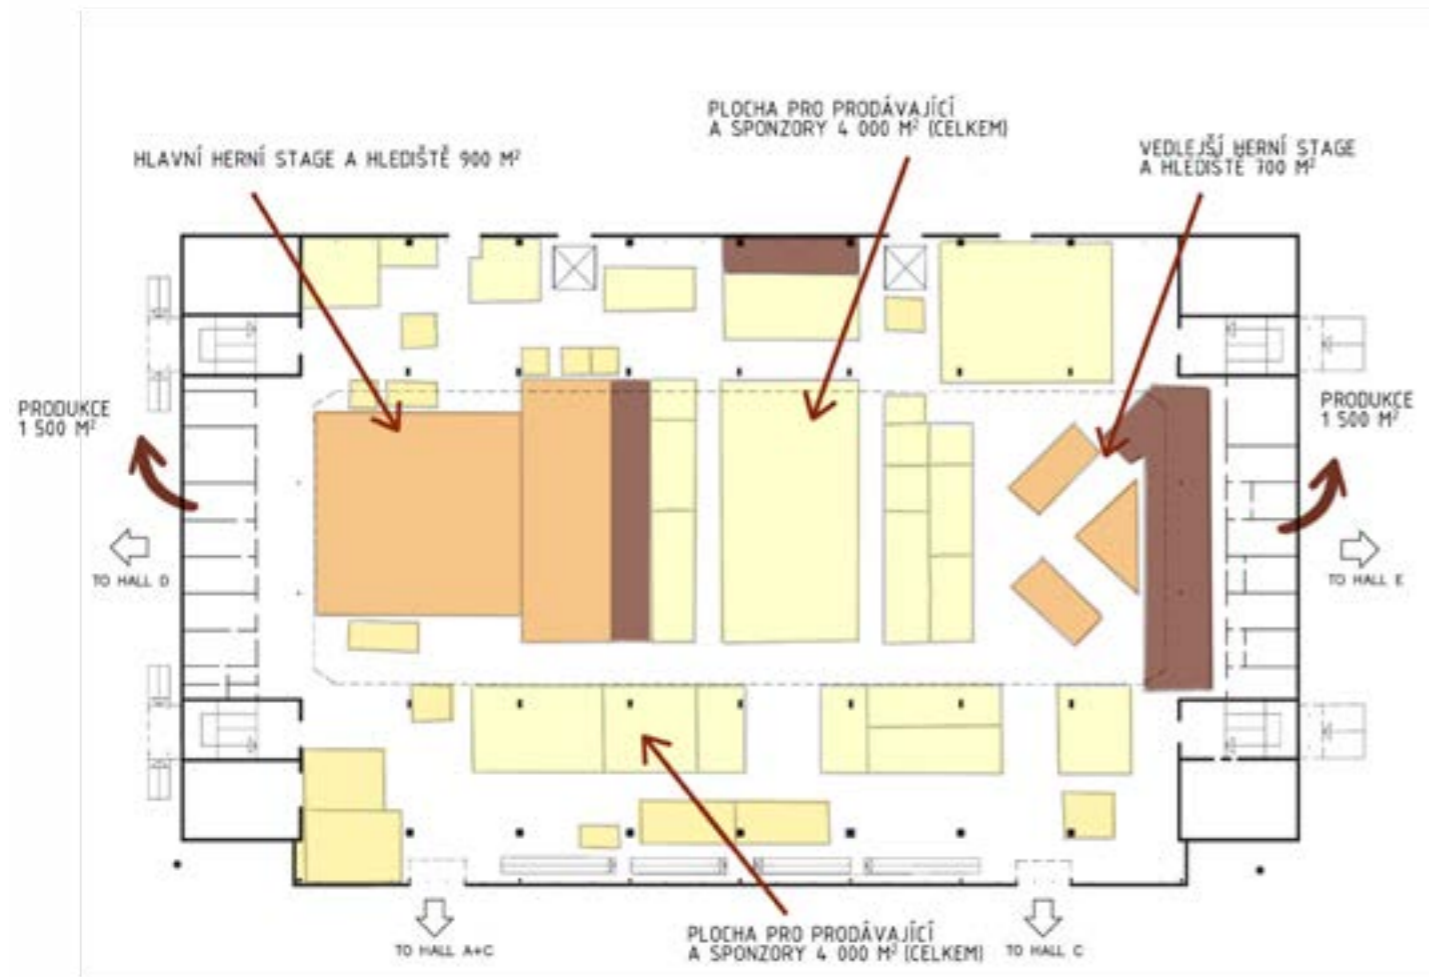 PLOCHA PRO PRODÁVAJÍCÍ
A SPONZORY 4 000 M² (CELKEM)
HLAVNÍ HERNÍ STAGE A HLEDIŠTĚ 900 M²
VEDLEJŠÍ HERNÍ STAGE
A HLEDIŠTĚ 700 M²
PRODUKCE
1 500 M²
PRODUKCE
1 500 M²
TO HALL D
TO HALL E
TO HALL A+C
PLOCHA PRO PRODÁVAJÍCÍ
A SPONZORY 4 000 M² (CELKEM)
TO HALL C